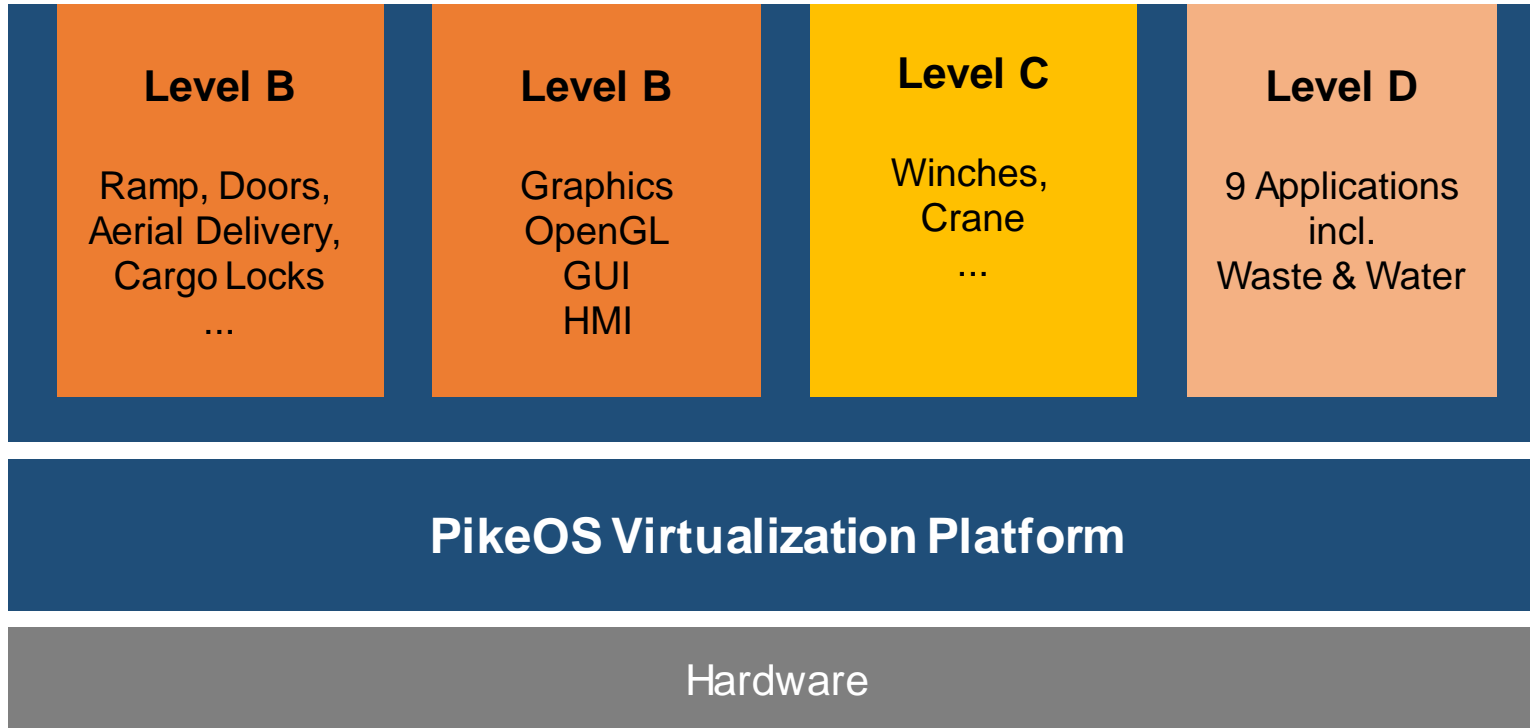 Level B
Ramp, Doors,
Aerial Delivery,
Cargo Locks
...
Level B
Graphics
OpenGL
GUI
HMI
Level C
Winches,
Crane
...
Level D
9 Applications
incl.
Waste & Water
PikeOS Virtualization Platform
Hardware